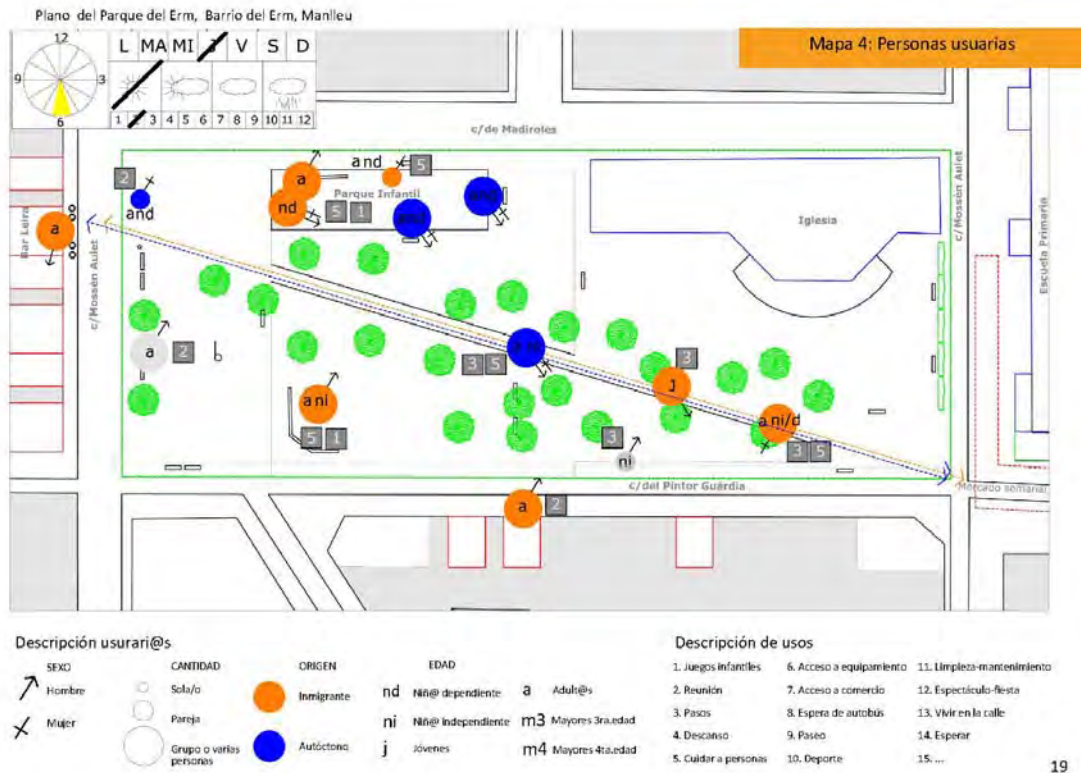 Plano del Parque del Erm, Barrio del Erm, Manlleu
Mapa 4: Personas usuarias
12
9
3
6
L MA MI J V S D
1 2 3 4 5 6 7 8 9 10 11 12
c/de Madiroles
c/Mossèn Aulet
c/Mossèn Aulet
Bar Leira
Escuela Primaria
Parque Infantil
Iglesia
and
5
a
nd
5 1
2
and
a
a
2
3 5
3
J
a ni/d
3 5
a ni
5 1
3
ni
c/del Pintor Guàrdia
Mercado semanal
a
2
Descripción usurari@s
SEXO
Hombre
Mujer
CANTIDAD
Sola/o
Pareja
Grupo o varias
personas
ORIGEN
Inmigrante
Autóctono
EDAD
nd Niñ@ dependiente
ni Niñ@ independiente
j Jóvenes
a Adult@s
m3 Mayores 3ra.edad
m4 Mayores 4ta.edad
Descripción de usos
1. Juegos infantiles
2. Reunión
3. Pasos
4. Descanso
5. Cuidar a personas
6. Acceso a equipamiento
7. Acceso a comercio
8. Espera de autobús
9. Paseo
10. Deporte
11. Limpieza-mantenimiento
12. Espectáculo-fiesta
13. Vivir en la calle
14. Esperar
15. ...
19